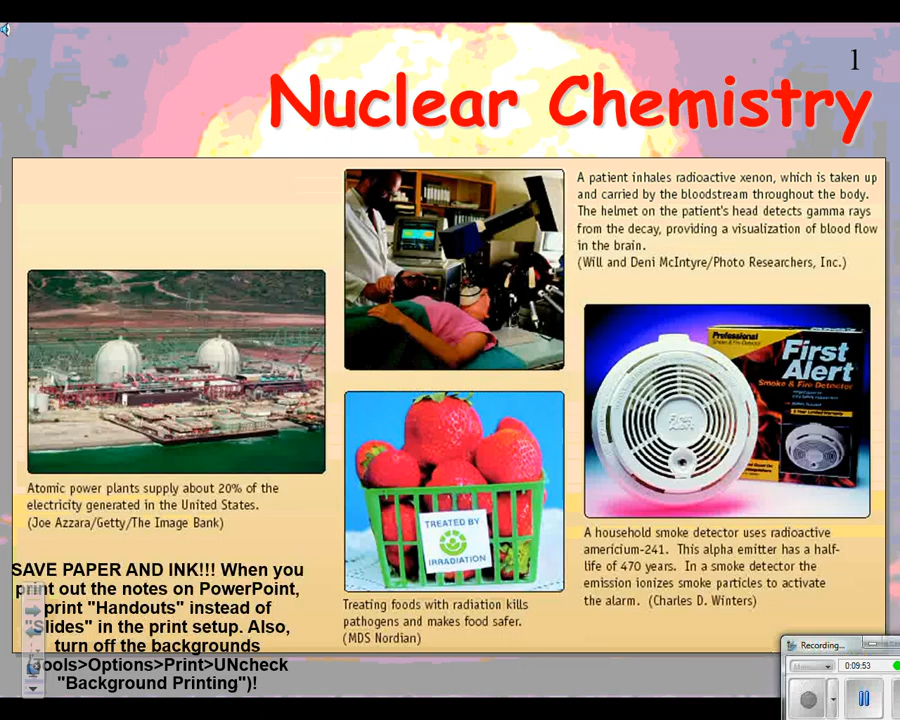 1
Nuclear Chemistry
A patient inhales radioactive xenon, which is taken up
and carried by the bloodstream throughout the body.
The helmet on the patient's head detects gamma rays
from the decay, providing a visualization of blood flow
in the brain.
(Will and Deni McIntyre/Photo Researchers, Inc.)
Professional
First
Alert
Smoke & Fire Detector
Atomic power plants supply about 20% of the
electricity generated in the United States.
(Joe Azzara/Getty/The Image Bank)
TREATED BY
IRRADIATION
A household smoke detector uses radioactive
americium-241. This alpha emitter has a half-
life of 470 years. In a smoke detector the
emission ionizes smoke particles to activate
the alarm. (Charles D. Winters)
Treating foods with radiation kills
pathogens and makes food safer.
(MDS Nordian)
SAVE PAPER AND INK!!! When you
print out the notes on PowerPoint,
print "Handouts" instead of
"Slides" in the print setup. Also,
turn off the backgrounds
Tools>Options>Print>UNcheck
"Background Printing")!
Recording...
0:09:53